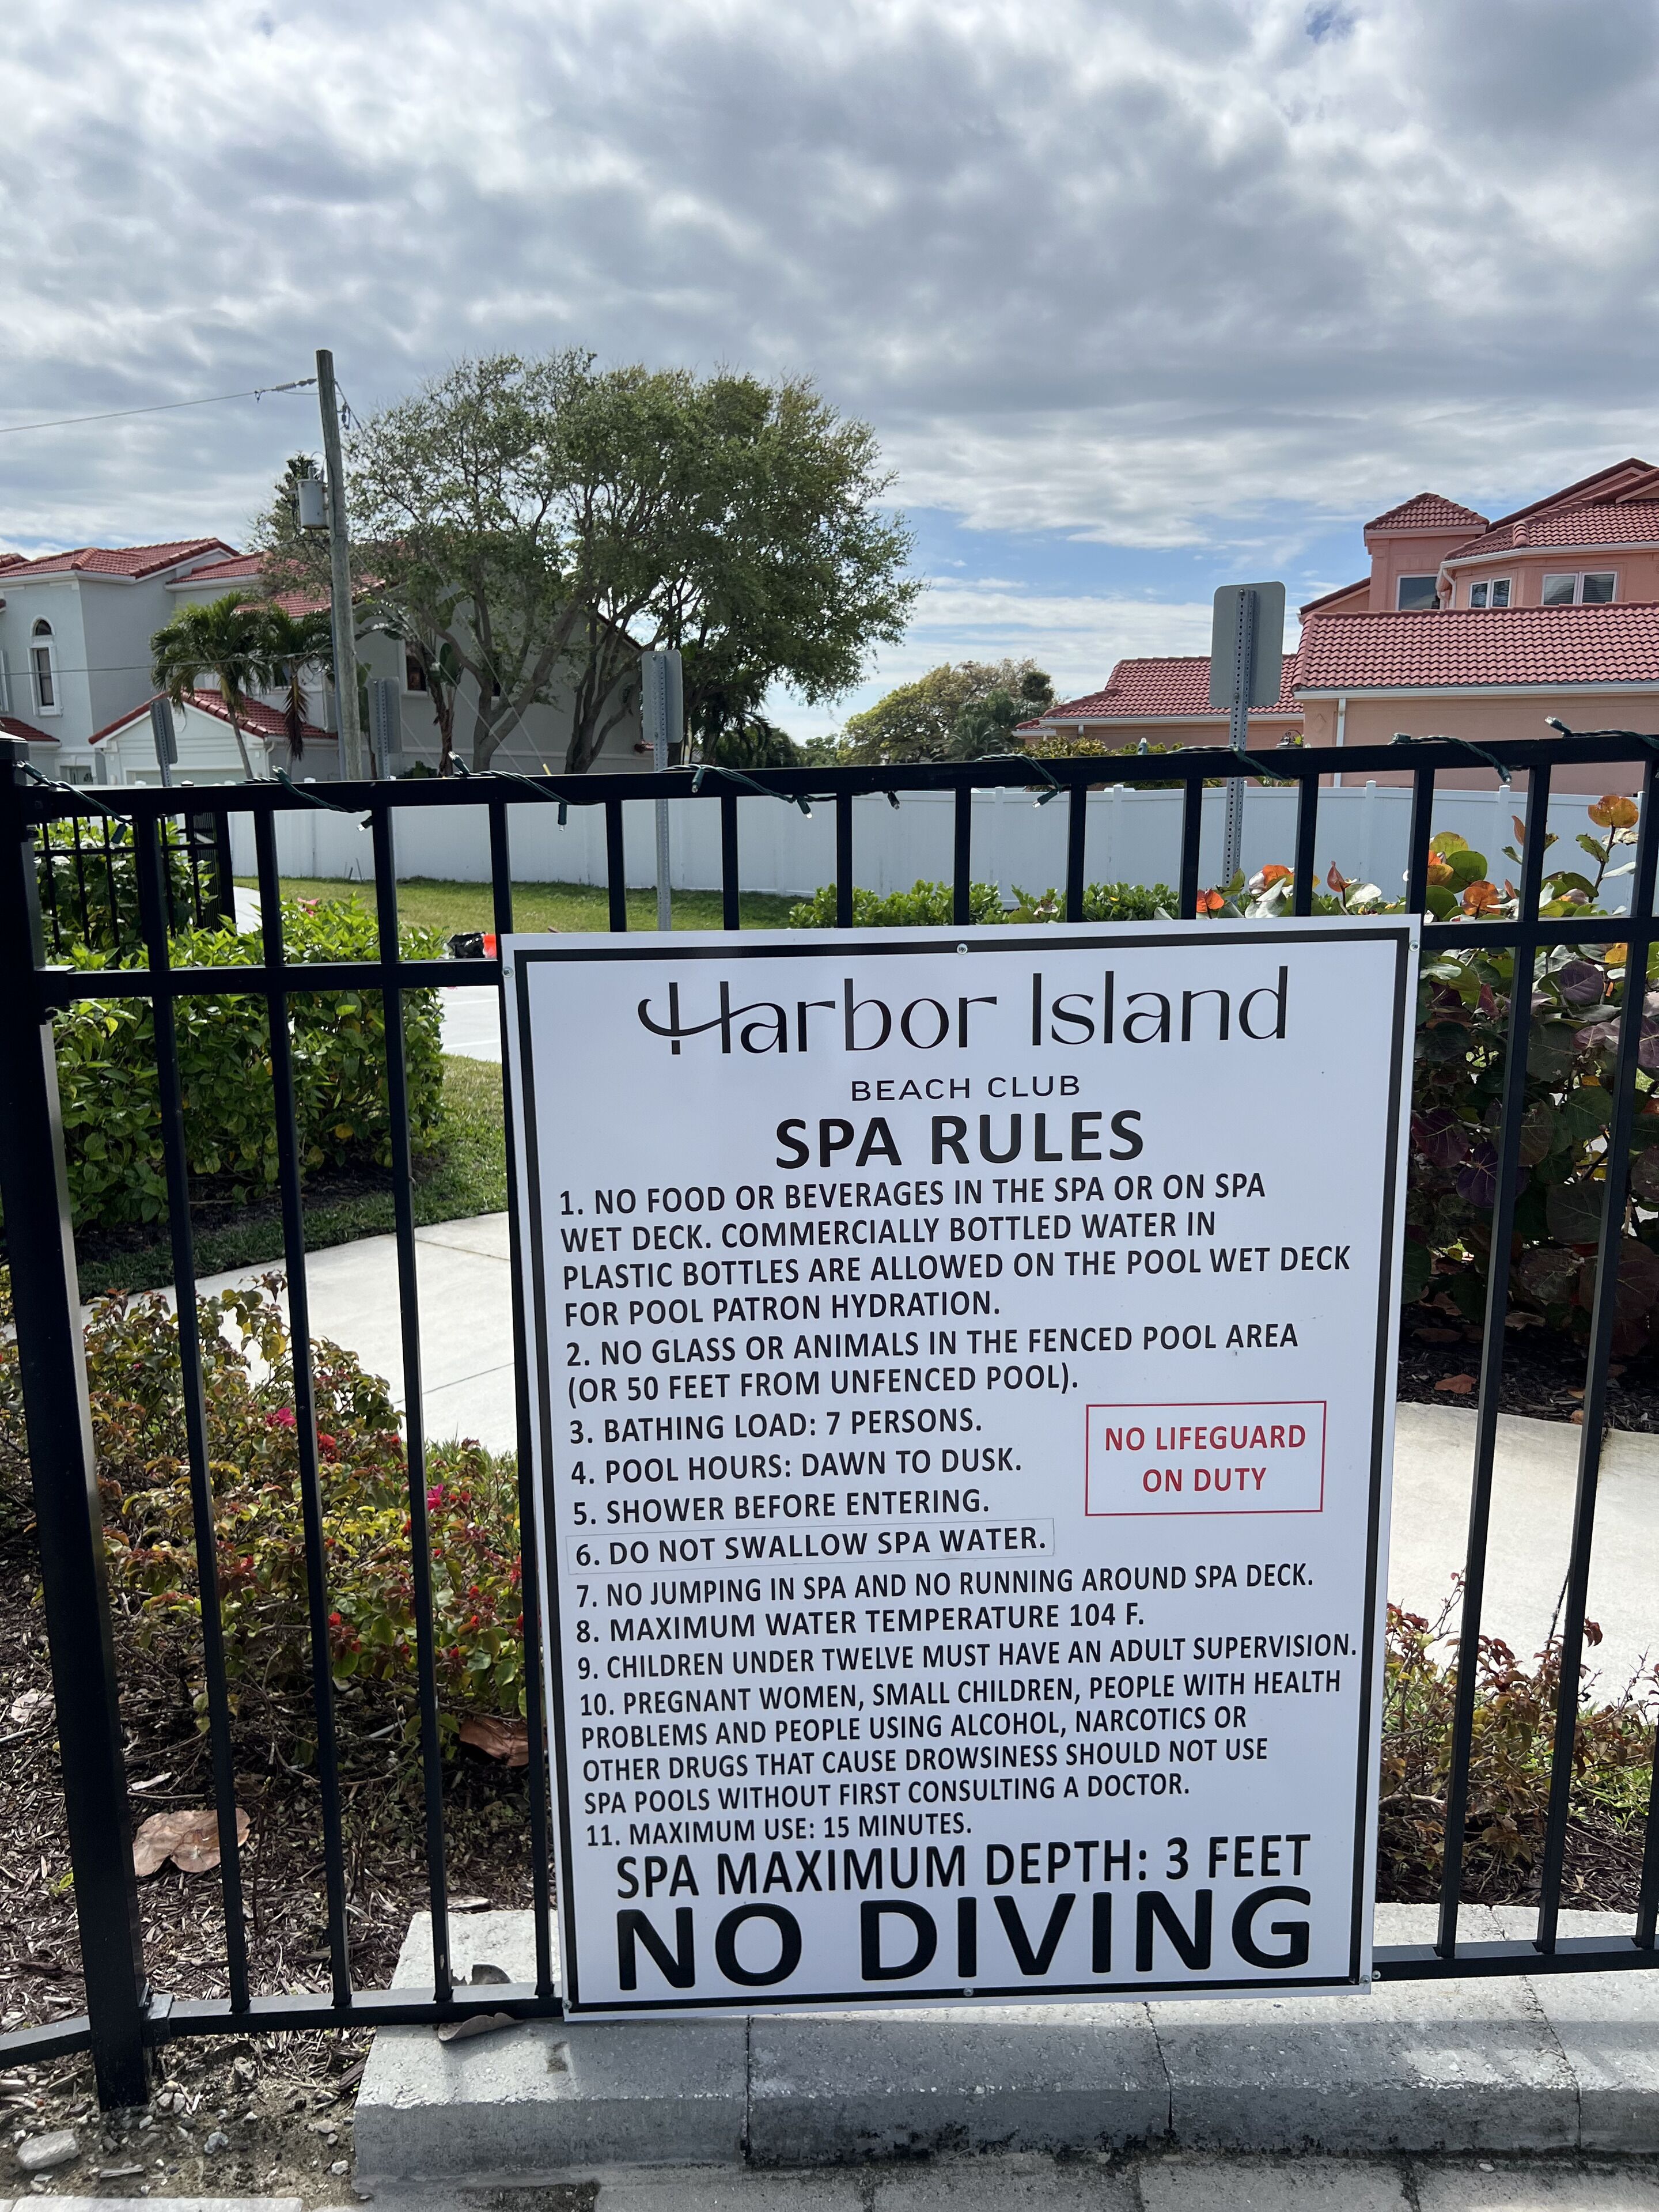 Harbor Island
BEACH CLUB
SPA RULES
1. NO FOOD OR BEVERAGES IN THE SPA OR ON SPA
WET DECK. COMMERCIALLY BOTTLED WATER IN
PLASTIC BOTTLES ARE ALLOWED ON THE POOL WET DECK
FOR POOL PATRON HYDRATION.
2. NO GLASS OR ANIMALS IN THE FENCED POOL AREA
(OR 50 FEET FROM UNFENCED POOL).
3. BATHING LOAD: 7 PERSONS.
4. POOL HOURS: DAWN TO DUSK.
5. SHOWER BEFORE ENTERING.
NO LIFEGUARD
ON DUTY
6. DO NOT SWALLOW SPA WATER.
7. NO JUMPING IN SPA AND NO RUNNING AROUND SPA DECK.
8. MAXIMUM WATER TEMPERATURE 104 F.
9. CHILDREN UNDER TWELVE MUST HAVE AN ADULT SUPERVISION.
10. PREGNANT WOMEN, SMALL CHILDREN, PEOPLE WITH HEALTH
PROBLEMS AND PEOPLE USING ALCOHOL, NARCOTICS OR
OTHER DRUGS THAT CAUSE DROWSINESS SHOULD NOT USE
SPA POOLS WITHOUT FIRST CONSULTING A DOCTOR.
11. MAXIMUM USE: 15 MINUTES.
SPA MAXIMUM DEPTH: 3 FEET
NO DIVING